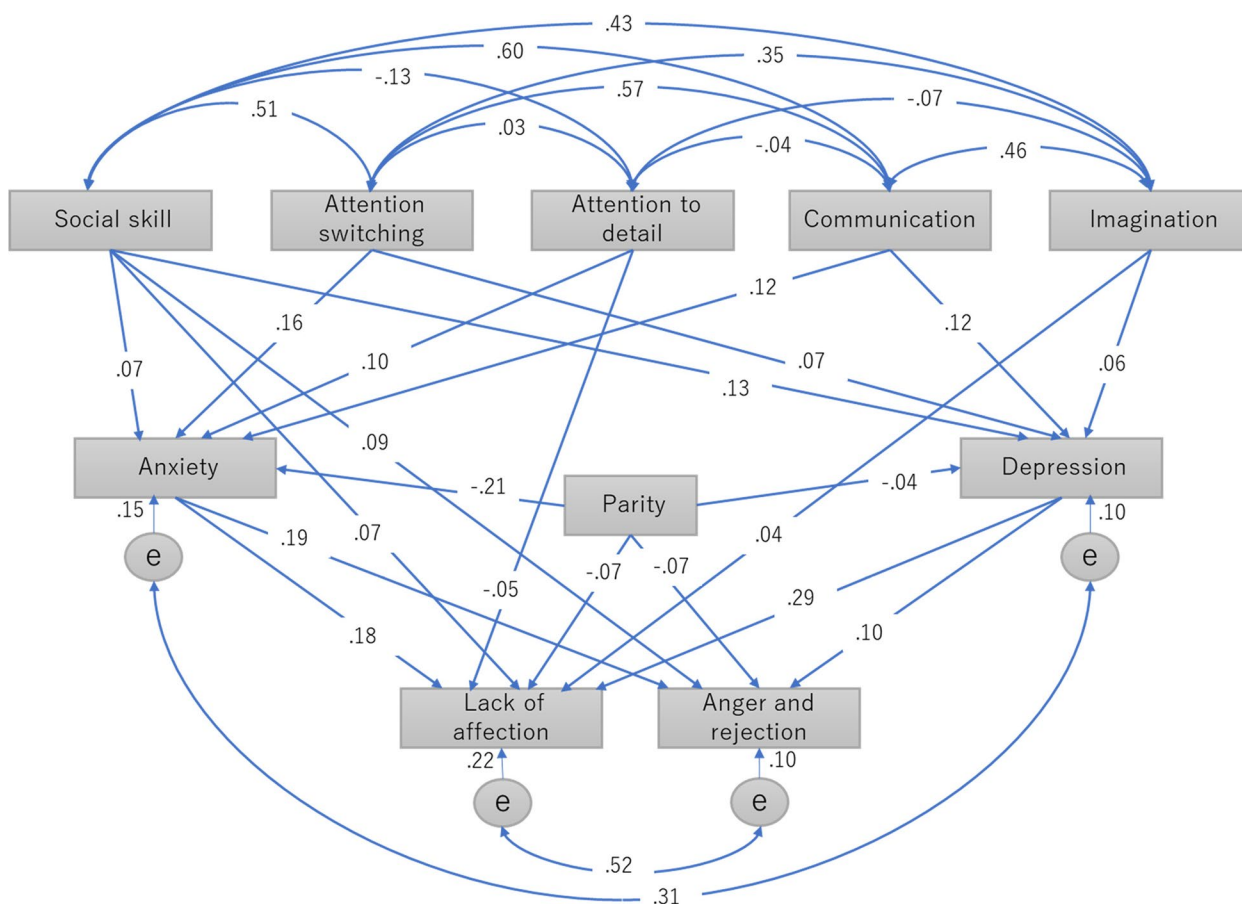 .43
.60
.35
-.13
.57
-.07
.51
.03
-.04
.46
Social skill
Attention
switching
Attention to
detail
Communication
Imagination
.12
.16
.12
.07
.10
.07
.13
.06
.09
Anxiety
Depression
-.21
Parity
-.04
.15
.19
.07
.04
.10
e
e
-.07
-.07
-.05
.29
.18
.10
Lack of
affection
Anger and
rejection
.22
.10
e
e
.52
.31